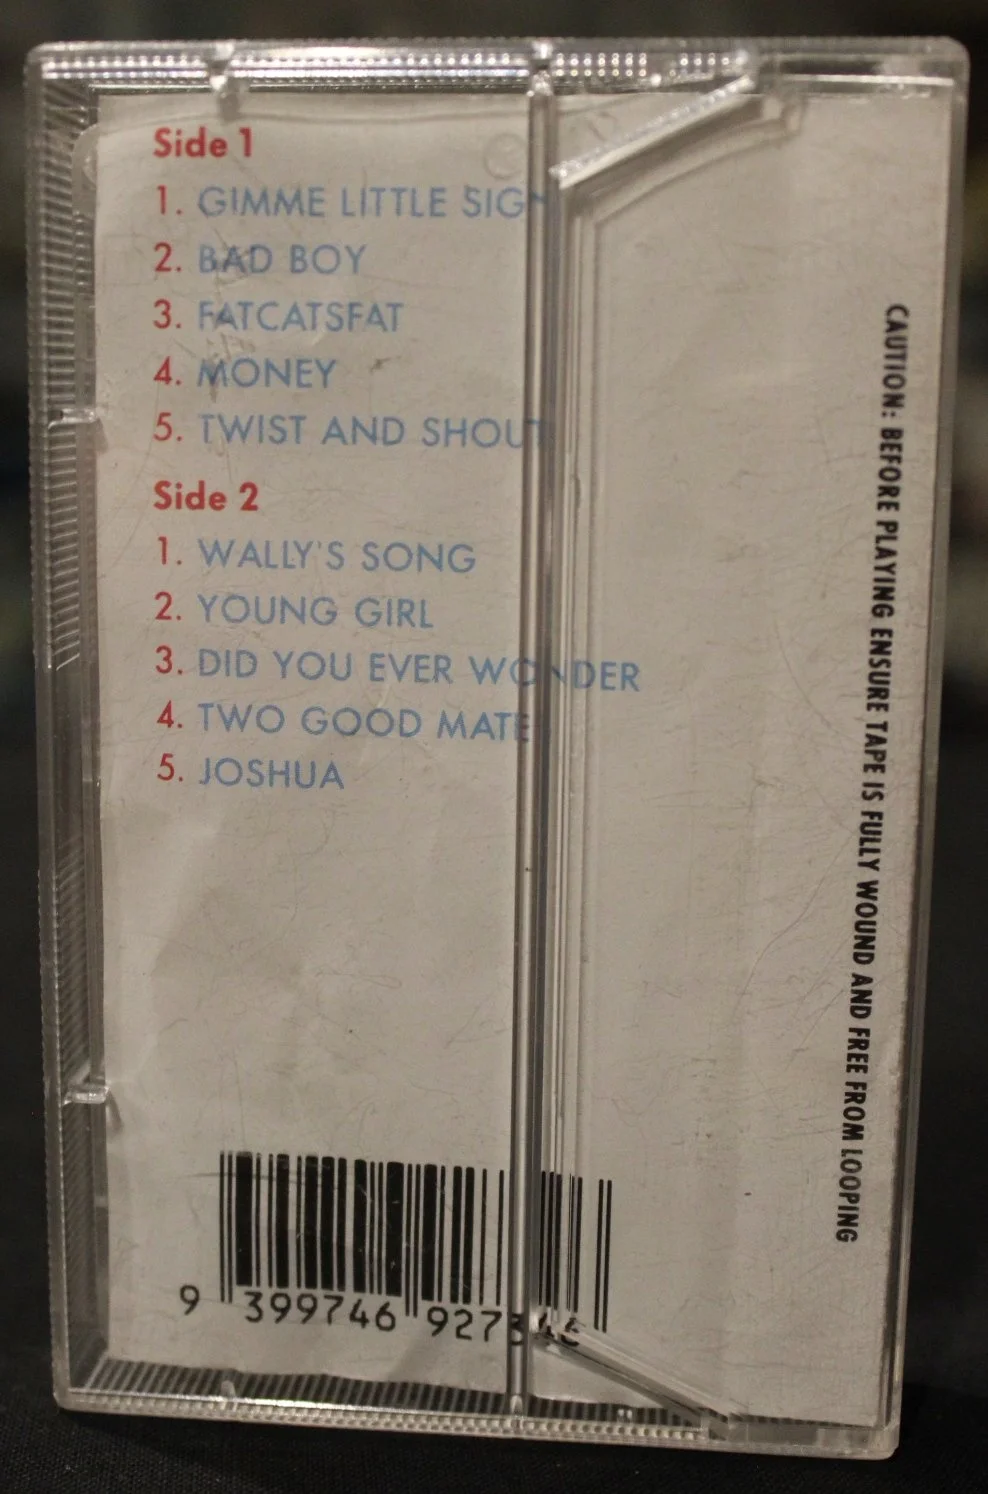 Side 1
1. GIMME LITTLE SIGN
2. BAD BOY
3. FATCATSFAT
4. MONEY
5. TWIST AND SHOUT
Side 2
1. WALLY'S SONG
2. YOUNG GIRL
3. DID YOU EVER WONDER
4. TWO GOOD MATE
5. JOSHUA
9 399746
CAUTION: BEFORE PLAYING ENSURE TAPE IS FULLY WOUND AND FREE FROM LOOPING